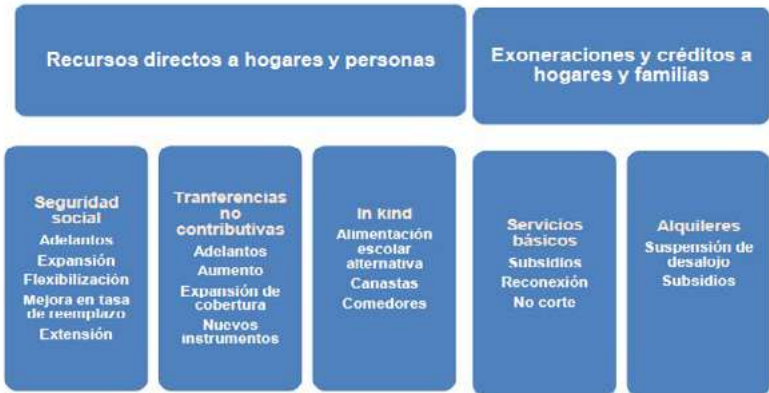 Recursos directos a hogares y personas
Exoneraciones y créditos a
hogares y familias
Seguridad
social
Adelantos
Expansión
Flexibilización
Mejora en tasa
de reemplazo
Extensión
Tranferencias
no
contributivas
Adelantos
Aumento
Expansión de
cobertura
Nuevos
instrumentos
In kind
Alimentación
escolar
alternativa
Canastas
Comedores
Servicios
básicos
Subsidios
Reconexión
No corte
Alquileres
Suspensión de
desalojo
Subsidios